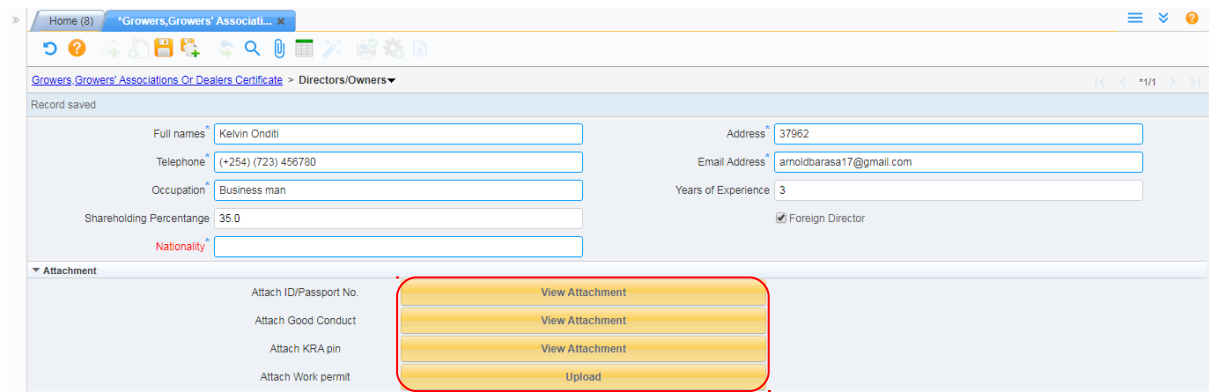 Home (8) *Growers,Growers' Associati...
Growers,Growers' Associations Or Dealers Certificate > Directors/Owners
*1/1
Record saved
Full names* Kelvin Onditi Address* 37962
Telephone* (+254) (723) 456780 Email Address* arnoldbarasa17@gmail.com
Occupation* Business man Years of Experience 3
Shareholding Percentange 35.0 Foreign Director
Nationality*
Attachment
Attach ID/Passport No. View Attachment
Attach Good Conduct View Attachment
Attach KRA pin View Attachment
Attach Work permit Upload